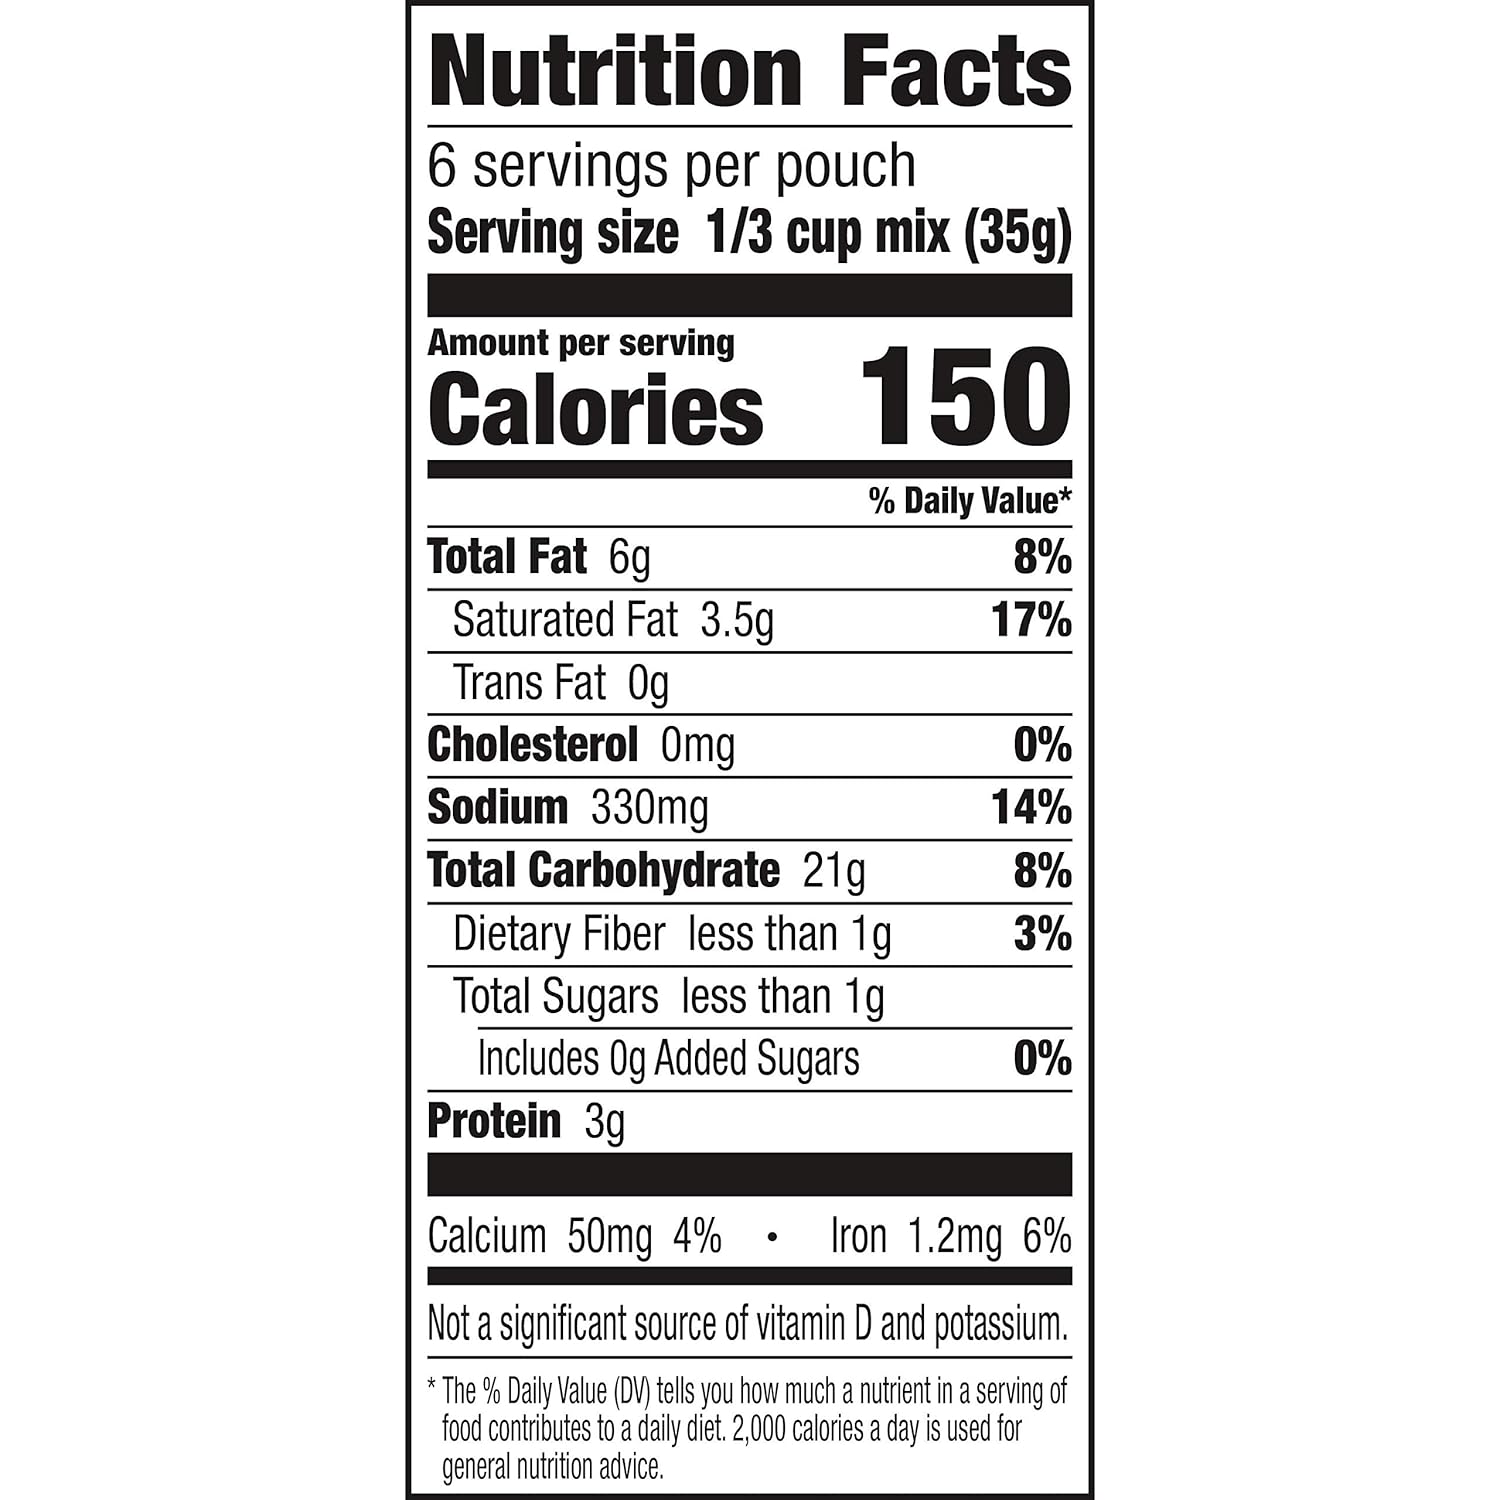 Nutrition Facts
6 servings per pouch
Serving size 1/3 cup mix (35g)
Amount per serving
Calories 150
% Daily Value*
Total Fat 6g 8%
Saturated Fat 3.5g 17%
Trans Fat 0g
Cholesterol 0mg 0%
Sodium 330mg 14%
Total Carbohydrate 21g 8%
Dietary Fiber less than 1g 3%
Total Sugars less than 1g
Includes 0g Added Sugars 0%
Protein 3g
Calcium 50mg 4% • Iron 1.2mg 6%
Not a significant source of vitamin D and potassium.
* The % Daily Value (DV) tells you how much a nutrient in a serving of
food contributes to a daily diet. 2,000 calories a day is used for
general nutrition advice.